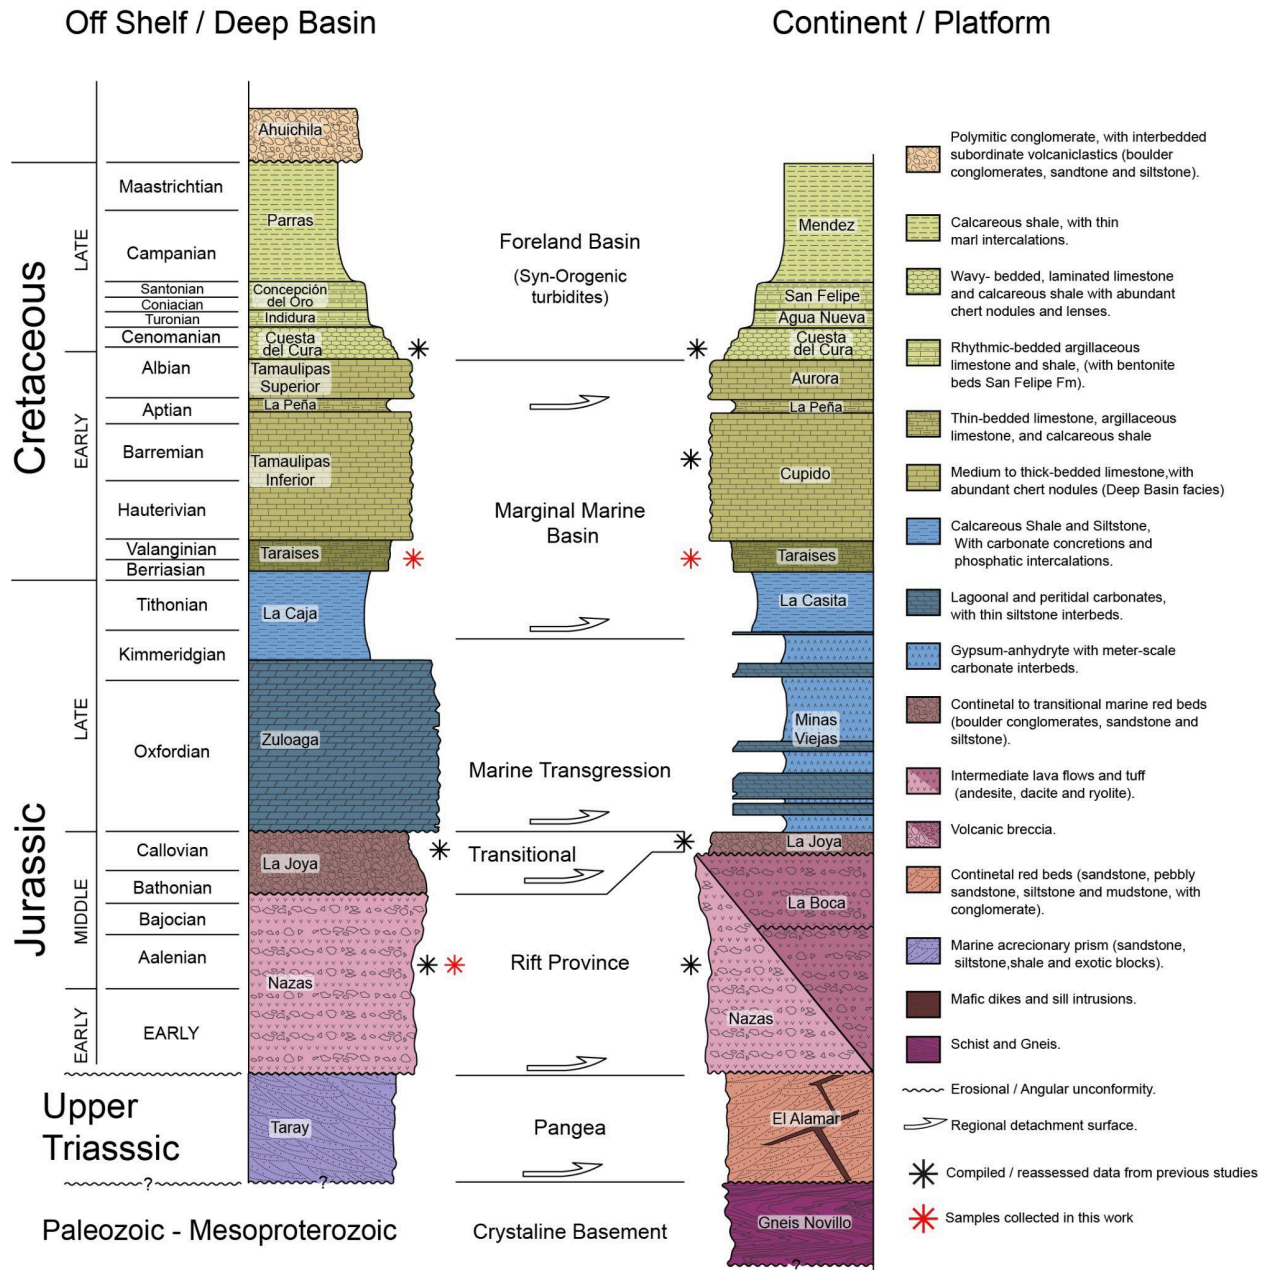 Off Shelf / Deep Basin
Continent / Platform
Cretaceous
LATE
EARLY
Maastrichtian
Campanian
Santonian
Coniacian
Turonian
Cenomanian
Albian
Aptian
Barremian
Hauterivian
Valanginian
Berriasian
Jurassic
LATE
MIDDLE
EARLY
Tithonian
Kimmeridgian
Oxfordian
Callovian
Bathonian
Bajocian
Aalenian
EARLY
Upper
Triasssic
?
Paleozoic - Mesoproterozoic
Ahuichila
Parras
Concepción
del Oro
Indidura
Cuesta
del Cura
Tamaulipas
Superior
La Peña
Tamaulipas
Inferior
Taraises
La Caja
Zuloaga
La Joya
Nazas
Taray
?
Foreland Basin
(Syn-Orogenic
turbidites)
Marginal Marine
Basin
Marine Transgression
Transitional
Rift Province
Pangea
Crystaline Basement
Mendez
San Felipe
Agua Nueva
Cuesta
del Cura
Aurora
La Peña
Cupido
Taraises
La Casita
Minas
Viejas
La Joya
La Boca
Nazas
El Alamar
Gneis Novillo
?
Polymitic conglomerate, with interbedded
subordinate volcaniclastics (boulder
conglomerates, sandtone and siltstone).
Calcareous shale, with thin
marl intercalations.
Wavy- bedded, laminated limestone
and calcareous shale with abundant
chert nodules and lenses.
Rhythmic-bedded argillaceous
limestone and shale, (with bentonite
beds San Felipe Fm).
Thin-bedded limestone, argillaceous
limestone, and calcareous shale
Medium to thick-bedded limestone,with
abundant chert nodules (Deep Basin facies)
Calcareous Shale and Siltstone,
With carbonate concretions and
phosphatic intercalations.
Lagoonal and peritidal carbonates,
with thin siltstone interbeds.
Gypsum-anhydryte with meter-scale
carbonate interbeds.
Continetal to transitional marine red beds
(boulder conglomerates, sandstone and
siltstone).
Intermediate lava flows and tuff
(andesite, dacite and ryolite).
Volcanic breccia.
Continetal red beds (sandstone, pebbly
sandstone, siltstone and mudstone, with
conglomerate).
Marine acrecionary prism (sandstone,
siltstone,shale and exotic blocks).
Mafic dikes and sill intrusions.
Schist and Gneis.
Erosional / Angular unconformity.
Regional detachment surface.
Compiled / reassessed data from previous studies
Samples collected in this work